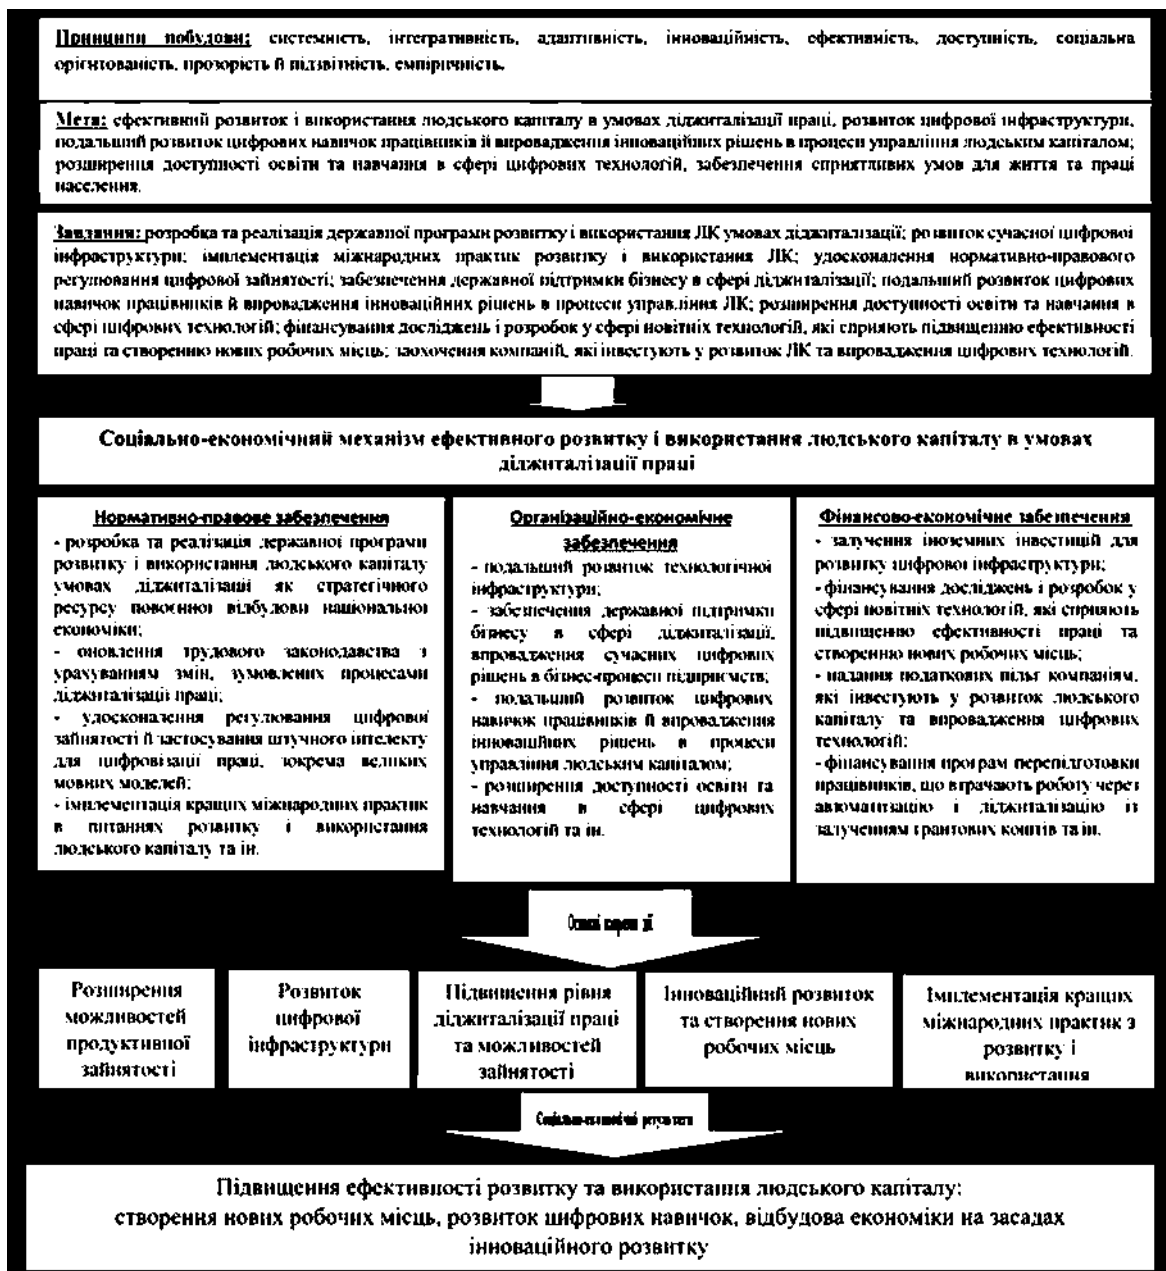 Принципи побудови: системність, інтегративність, адаптивність, інноваційність, ефективність, доступність, соціальна
орієнтованість, прозорість й підзвітність, емпіричність.
Мета: ефективний розвиток і використання людського капіталу в умовах діджиталізації праці, розвиток цифрової інфраструктури,
подальший розвиток цифрових навичок працівників й впровадження інноваційних рішень в процеси управління людським капіталом;
розширення доступності освіти та навчання в сфері цифрових технологій, забезпечення сприятливих умов для життя та праці
населення.
Завдання: розробка та реалізація державної програми розвитку і використання ЛК умовах діджиталізації; розвиток сучасної цифрової
інфраструктури; імплементація міжнародних практик розвитку і використання ЛК; удосконалення нормативно-правового
регулювання цифрової зайнятості; забезпечення державної підтримки бізнесу в сфері діджиталізації; подальший розвиток цифрових
навичок працівників й впровадження інноваційних рішень в процеси управління ЛК; розширення доступності освіти та навчання в
сфері цифрових технологій; фінансування досліджень і розробок у сфері новітніх технологій, які сприяють підвищенню ефективності
праці та створенню нових робочих місць; заохочення компаній, які інвестують у розвиток ЛК та впровадження цифрових технологій.
Соціально-економічний механізм ефективного розвитку і використання людського капіталу в умовах
діджиталізації праці
Нормативно-правове забезпечення
- розробка та реалізація державної програми
розвитку і використання людського капіталу
умовах діджиталізації як стратегічного
ресурсу повоєнної відбудови національної
економіки;
- оновлення трудового законодавства з
урахуванням змін, зумовлених процесами
діджиталізації праці;
- удосконалення регулювання цифрової
зайнятості й застосування штучного інтелекту
для цифровізації праці, зокрема великих
мовних моделей;
- імплементація кращих міжнародних практик
в питаннях розвитку і використання
людського капіталу та ін.
Організаційно-економічне
забезпечення
- подальший розвиток технологічної
інфраструктури;
- забезпечення державної підтримки
бізнесу в сфері діджиталізації,
впровадження сучасних цифрових
рішень в бізнес-процеси підприємств;
- подальший розвиток цифрових
навичок працівників й впровадження
інноваційних рішень в процеси
управління людським капіталом;
- розширення доступності освіти та
навчання в сфері цифрових
технологій та ін.
Фінансово-економічне забезпечення
- залучення іноземних інвестицій для
розвитку цифрової інфраструктури;
- фінансування досліджень і розробок у
сфері новітніх технологій, які сприяють
підвищенню ефективності праці та
створенню нових робочих місць;
- надання податкових пільг компаніям,
які інвестують у розвиток людського
капіталу та впровадження цифрових
технологій;
- фінансування програм перепідготовки
працівників, що втрачають роботу через
автоматизацію і діджиталізацію із
залученням грантових коштів та ін.
Основні напрями дії
Розширення
можливостей
продуктивної
зайнятості
Розвиток
цифрової
інфраструктури
Підвищення рівня
діджиталізації праці
та можливостей
зайнятості
Інноваційний розвиток
та створення нових
робочих місць
Імплементація кращих
міжнародних практик з
розвитку і
використання
Соціально-економічні результати
Підвищення ефективності розвитку та використання людського капіталу:
створення нових робочих місць, розвиток цифрових навичок, відбудова економіки на засадах
інноваційного розвитку